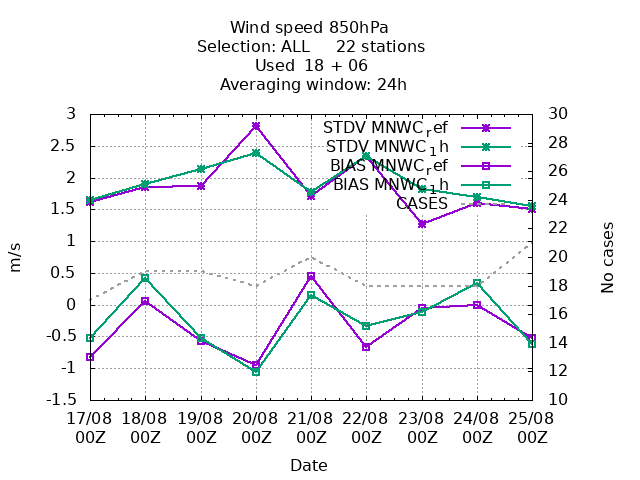 Wind speed 850hPa
Selection: ALL 22 stations
Used 18 + 06
Averaging window: 24h
3
2.5
2
1.5
1
0.5
0
-0.5
-1
-1.5
m/s
30
28
26
24
22
20
18
16
14
12
10
No cases
STDV MNWC_ref
STDV MNWC_1h
BIAS MNWC_ref
BIAS MNWC_1h
CASES
17/08 18/08 19/08 20/08 21/08 22/08 23/08 24/08 25/08
00Z 00Z 00Z 00Z 00Z 00Z 00Z 00Z 00Z
Date